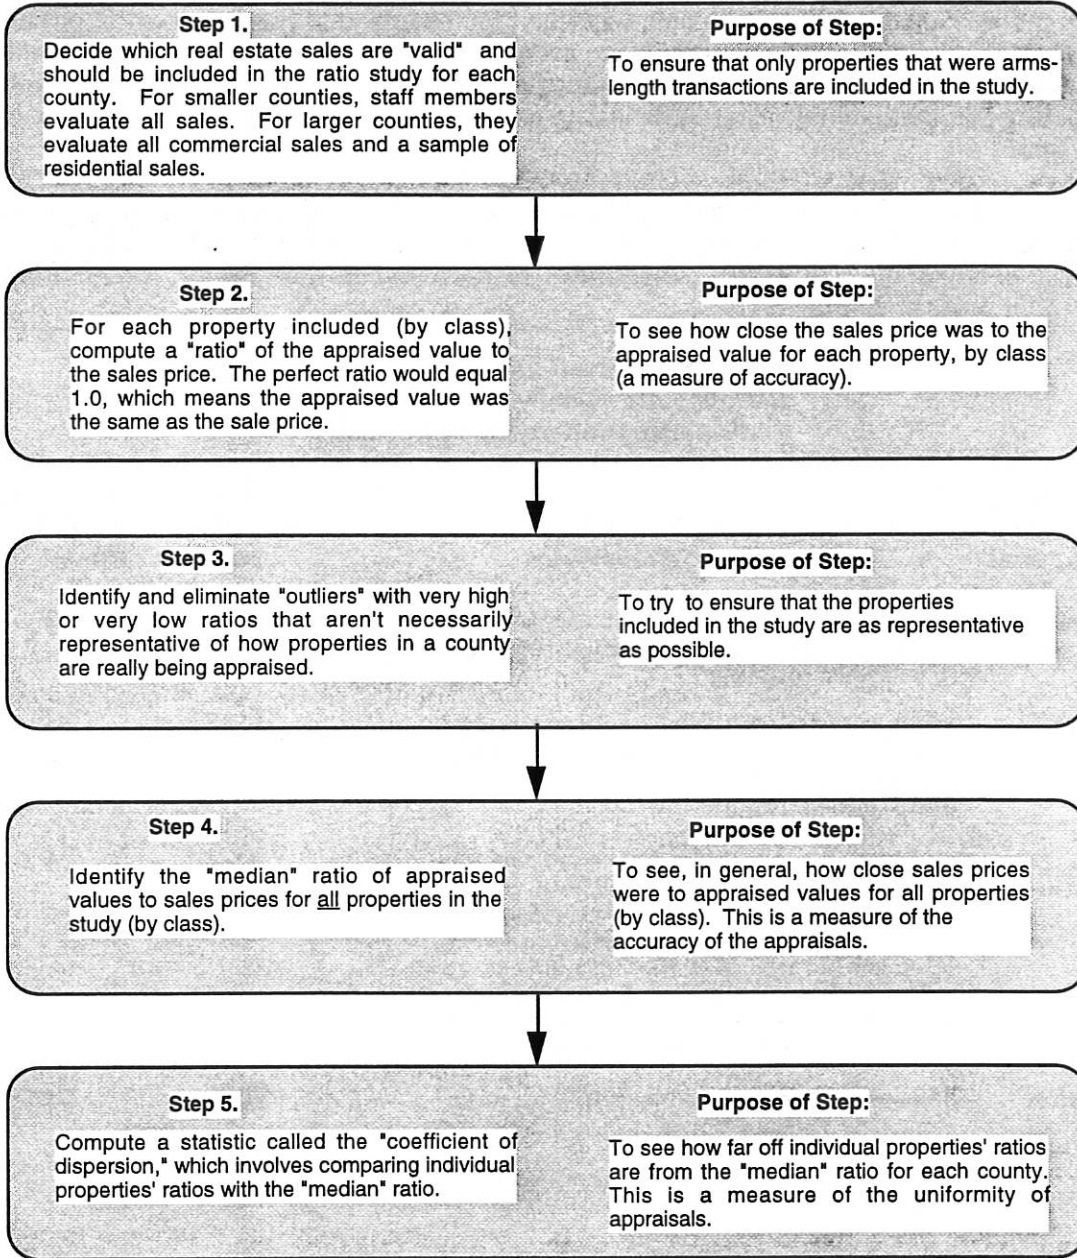 Step 1.
Decide which real estate sales are "valid" and
should be included in the ratio study for each
county. For smaller counties, staff members
evaluate all sales. For larger counties, they
evaluate all commercial sales and a sample of
residential sales.
Purpose of Step:
To ensure that only properties that were arms-
length transactions are included in the study.
Step 2.
For each property included (by class),
compute a "ratio" of the appraised value to
the sales price. The perfect ratio would equal
1.0, which means the appraised value was
the same as the sale price.
Purpose of Step:
To see how close the sales price was to the
appraised value for each property, by class
(a measure of accuracy).
Step 3.
Identify and eliminate "outliers" with very high
or very low ratios that aren't necessarily
representative of how properties in a county
are really being appraised.
Purpose of Step:
To try to ensure that the properties
included in the study are as representative
as possible.
Step 4.
Identify the "median" ratio of appraised
values to sales prices for all properties in the
study (by class).
Purpose of Step:
To see, in general, how close sales prices
were to appraised values for all properties
(by class). This is a measure of the
accuracy of the appraisals.
Step 5.
Compute a statistic called the "coefficient of
dispersion," which involves comparing individual
properties' ratios with the "median" ratio.
Purpose of Step:
To see how far off individual properties' ratios
are from the "median" ratio for each county.
This is a measure of the uniformity of
appraisals.